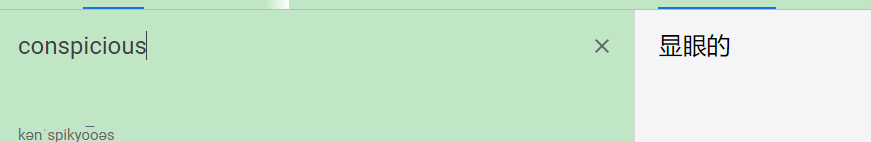 conspicious
显眼的
kənˈspikyo͞oəs